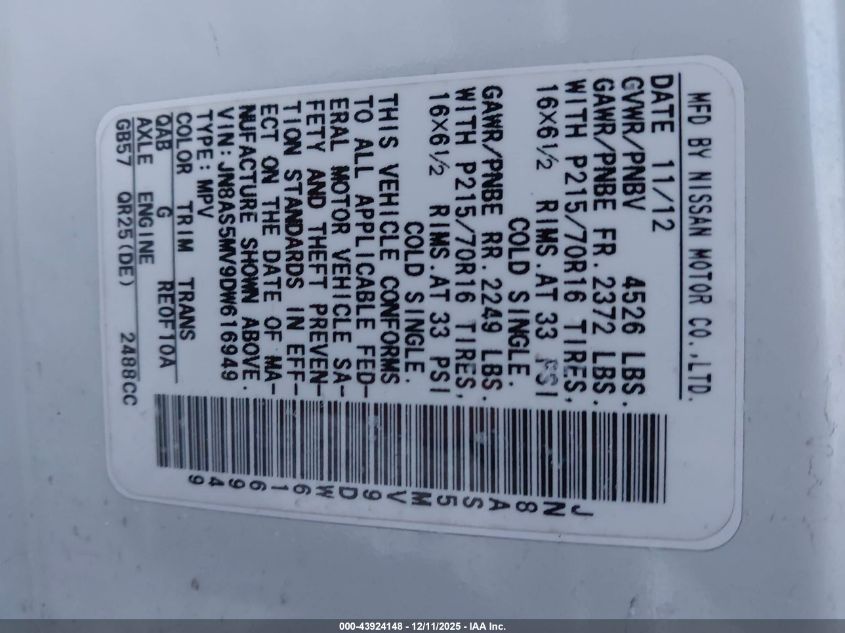 MFD BY NISSAN MOTOR CO.,LTD.
DATE 11/12
GVWR/PNBV 4526 LBS.
GAWR/PNBE FR. 2372 LBS.
WITH P215/70R16 TIRES,
16X6½ RIMS.AT 33 PSI
COLD SINGLE.
GAWR/PNBE RR. 2249 LBS.
WITH P215/70R16 TIRES,
16X6½ RIMS.AT 33 PSI
COLD SINGLE.
THIS VEHICLE CONFORMS
TO ALL APPLICABLE FED-
ERAL MOTOR VEHICLE SA-
FETY AND THEFT PREVEN-
TION STANDARDS IN EFF-
ECT ON THE DATE OF MA-
NUFACTURE SHOWN ABOVE.
VIN:JN8AS5MV9DW616949
TYPE:MPV
COLOR TRIM TRANS
QAB G RE0F10A
AXLE ENGINE
GB57 QR25(DE) 2488CC
JN8AS5MV9DW616949
000-43924148 - 12/11/2025 - IAA Inc.